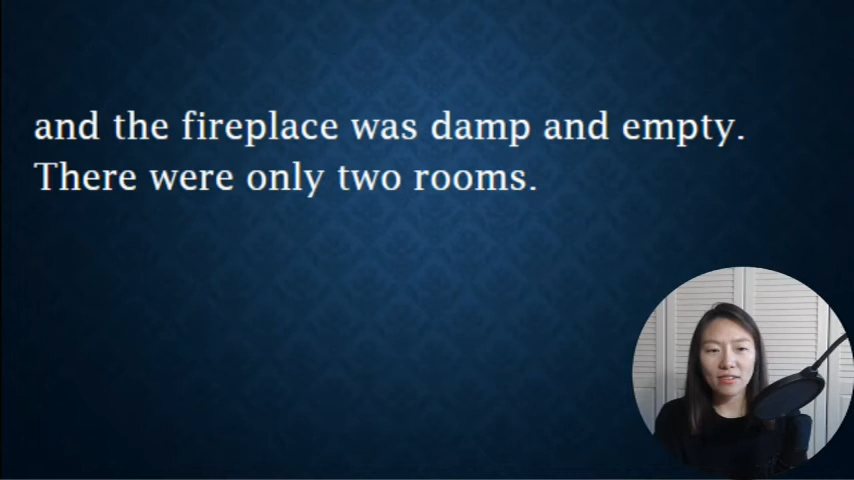 and the fireplace was damp and empty.
There were only two rooms.